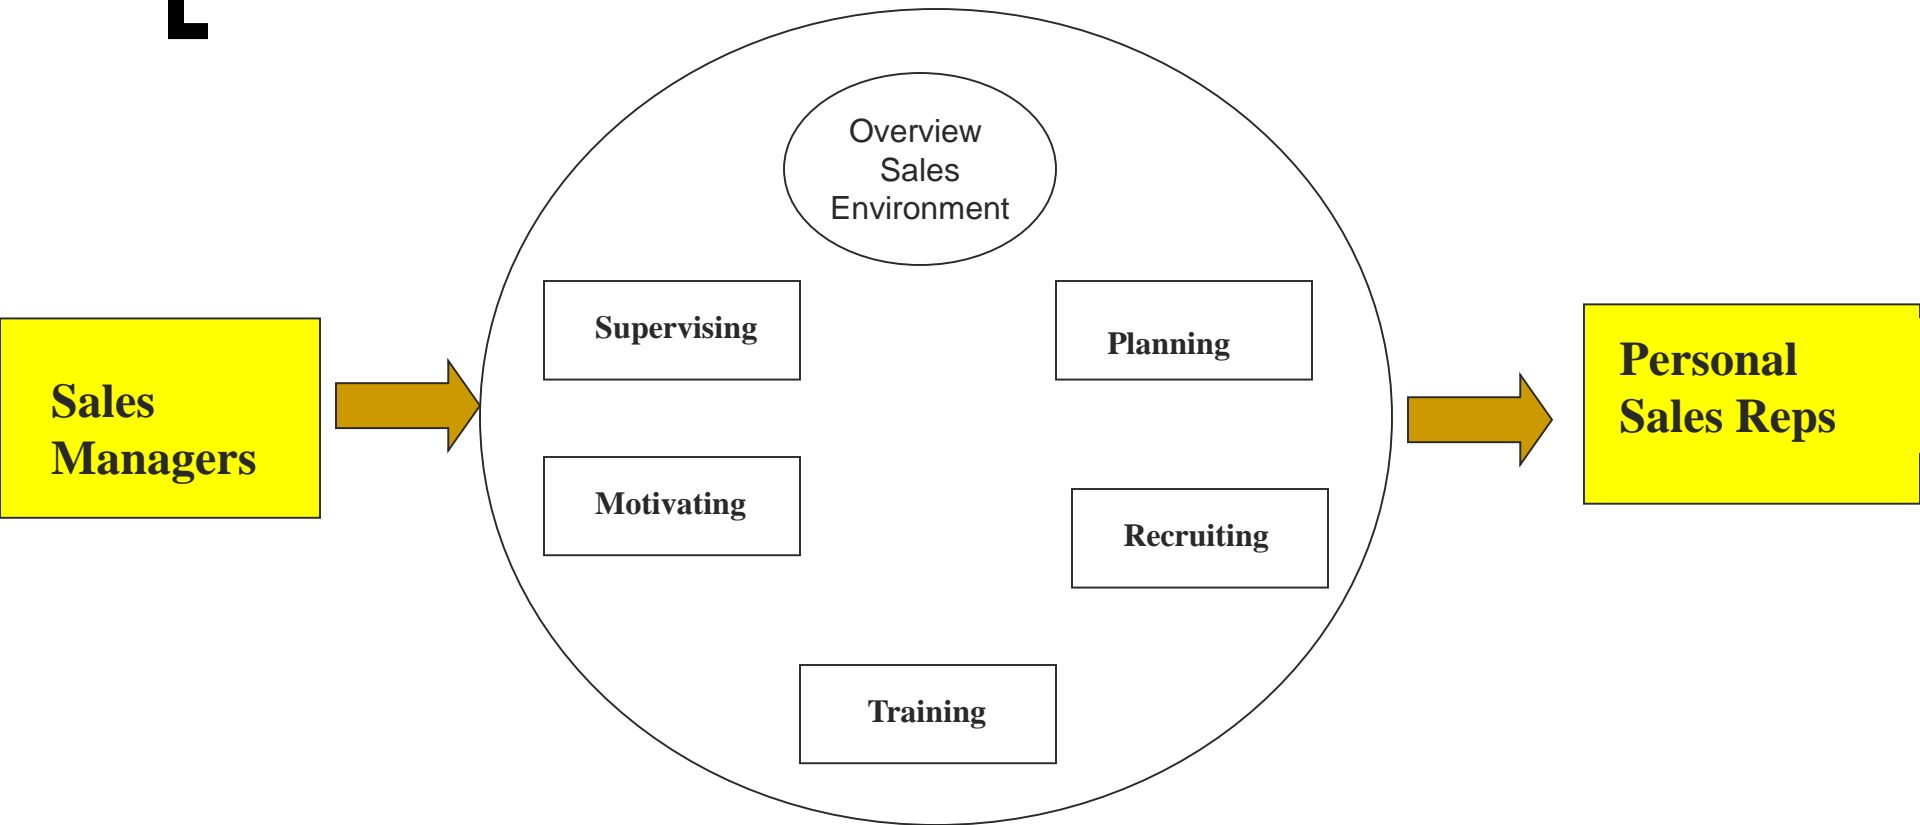 Overview
Sales
Environment
Supervising
Planning
Sales
Managers
Personal
Sales Reps
Motivating
Recruiting
Training